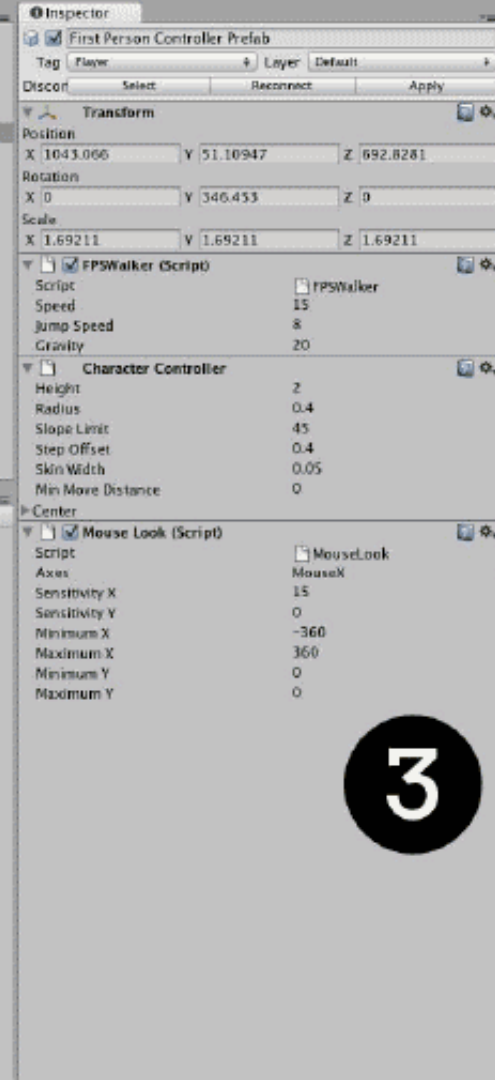 Inspector
First Person Controller Prefab
Tag Player Layer Default
Discor Select Reconnect Apply
Transform
Position
X 1043.066 Y 51.10947 Z 692.8281
Rotation
X 0 Y 346.453 Z 0
Scale
X 1.69211 Y 1.69211 Z 1.69211
FPSWalker (Script)
Script FPSWalker
Speed 15
Jump Speed 8
Gravity 20
Character Controller
Height 2
Radius 0.4
Slope Limit 45
Step Offset 0.4
Skin Width 0.05
Min Move Distance 0
Center
Mouse Look (Script)
Script MouseLook
Axes MouseX
Sensitivity X 15
Sensitivity Y 0
Minimum X -360
Maximum X 360
Minimum Y 0
Maximum Y 0
3